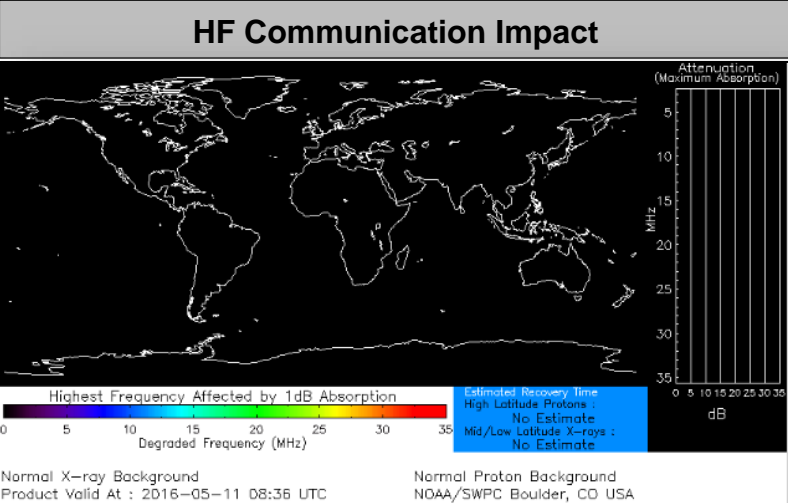 HF Communication Impact
Attenuation
(Maximum Absorption)
5
10
15
20
25
30
35
MHz
0 5 10 15 20 25 30 35
dB
Highest Frequency Affected by 1dB Absorption
0 5 10 15 20 25 30 35
Degraded Frequency (MHz)
Estimated Recovery Time
High Latitude Protons :
No Estimate
Mid/Low Latitude X-rays :
No Estimate
Normal X-ray Background
Product Valid At : 2016-05-11 08:36 UTC
Normal Proton Background
NOAA/SWPC Boulder, CO USA